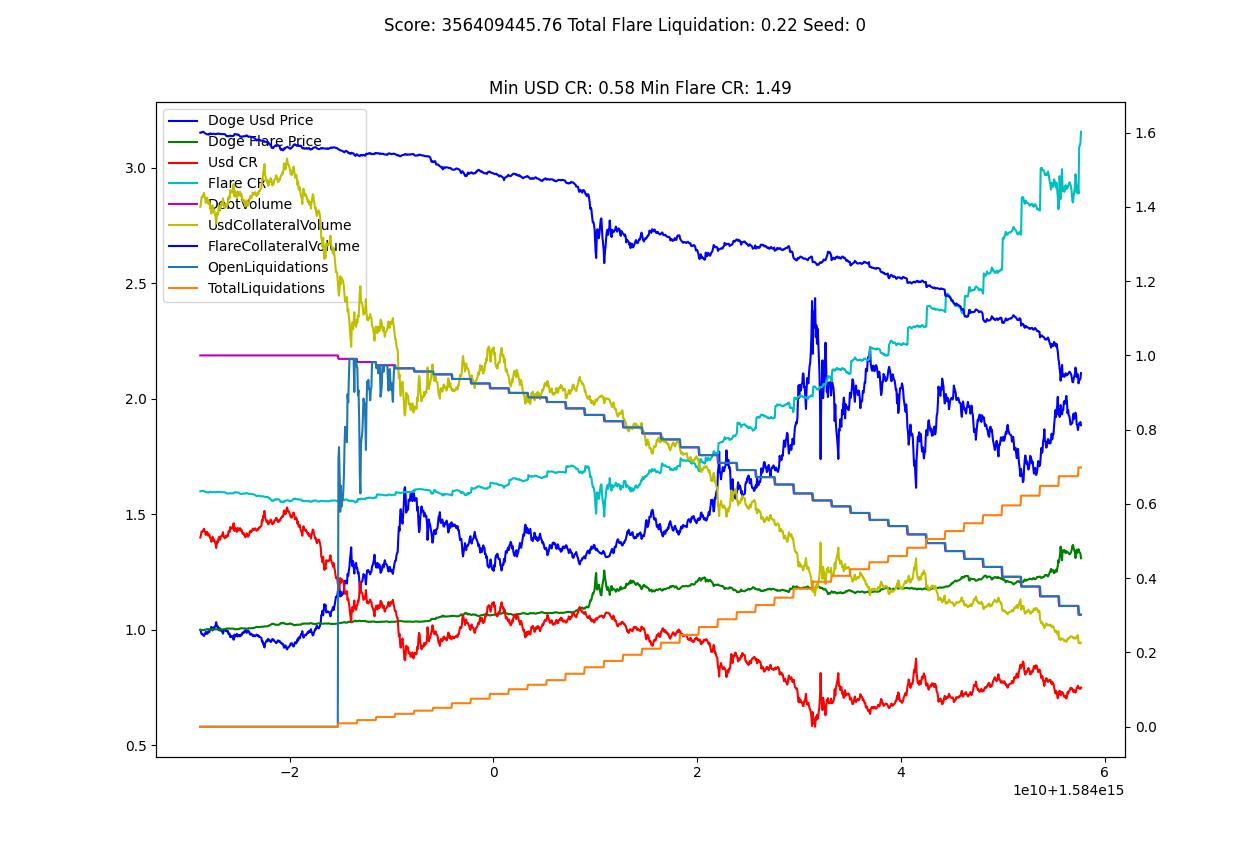 Score: 356409445.76 Total Flare Liquidation: 0.22 Seed: 0
Min USD CR: 0.58 Min Flare CR: 1.49
Doge Usd Price
Doge Flare Price
Usd CR
Flare CR
DebtVolume
UsdCollateralVolume
FlareCollateralVolume
OpenLiquidations
TotalLiquidations
3.0
2.5
2.0
1.5
1.0
0.5
1.6
1.4
1.2
1.0
0.8
0.6
0.4
0.2
0.0
−2 0 2 4 6
1e10+1.584e15